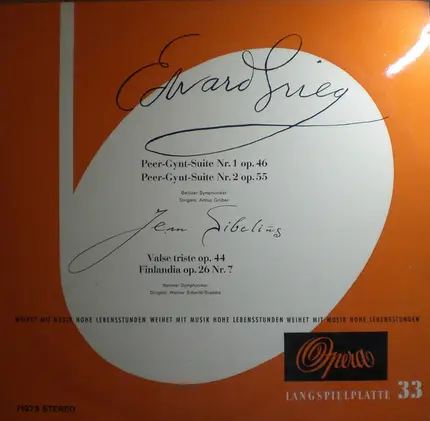 Edvard Grieg
Peer-Gynt-Suite Nr. 1 op. 46
Peer-Gynt-Suite Nr. 2 op. 55
Berliner Symphoniker
Dirigent: Arthur Grüber
Jean Sibelius
Valse triste op. 44
Finlandia op. 26 Nr. 7
Berliner Symphoniker
Dirigent:
WEIHET MIT MUSIK HOHE LEBENSSTUNDEN WEIHET MIT MUSIK HOHE LEBENSSTUNDEN WEIHET MIT MUSIK HOHE LEBENSSTUNDEN
Opera
LANGSPIELPLATTE 33
STEREO